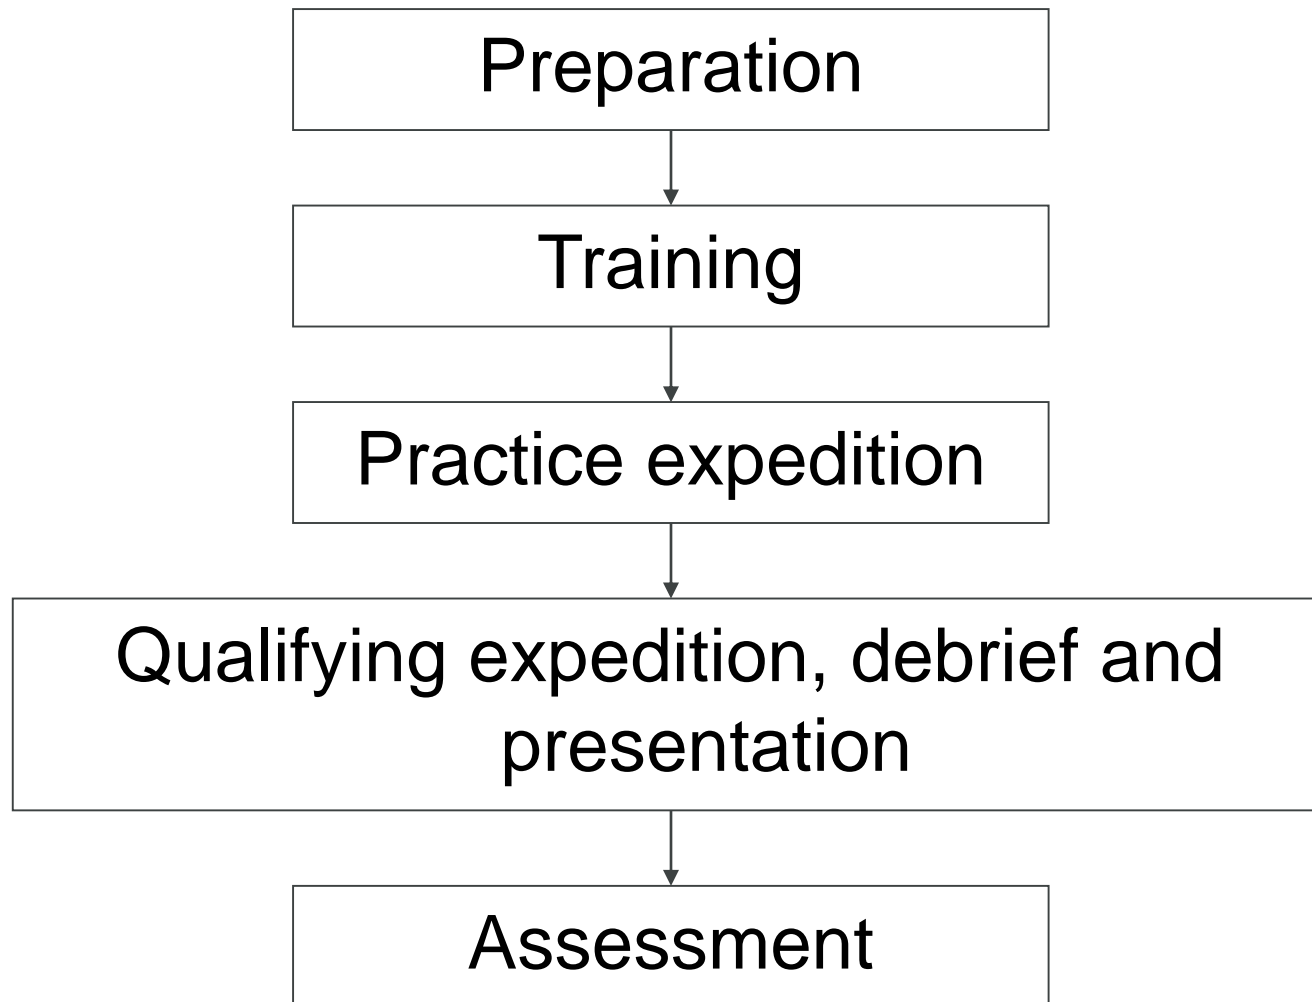 Preparation
Training
Practice expedition
Qualifying expedition, debrief and
presentation
Assessment